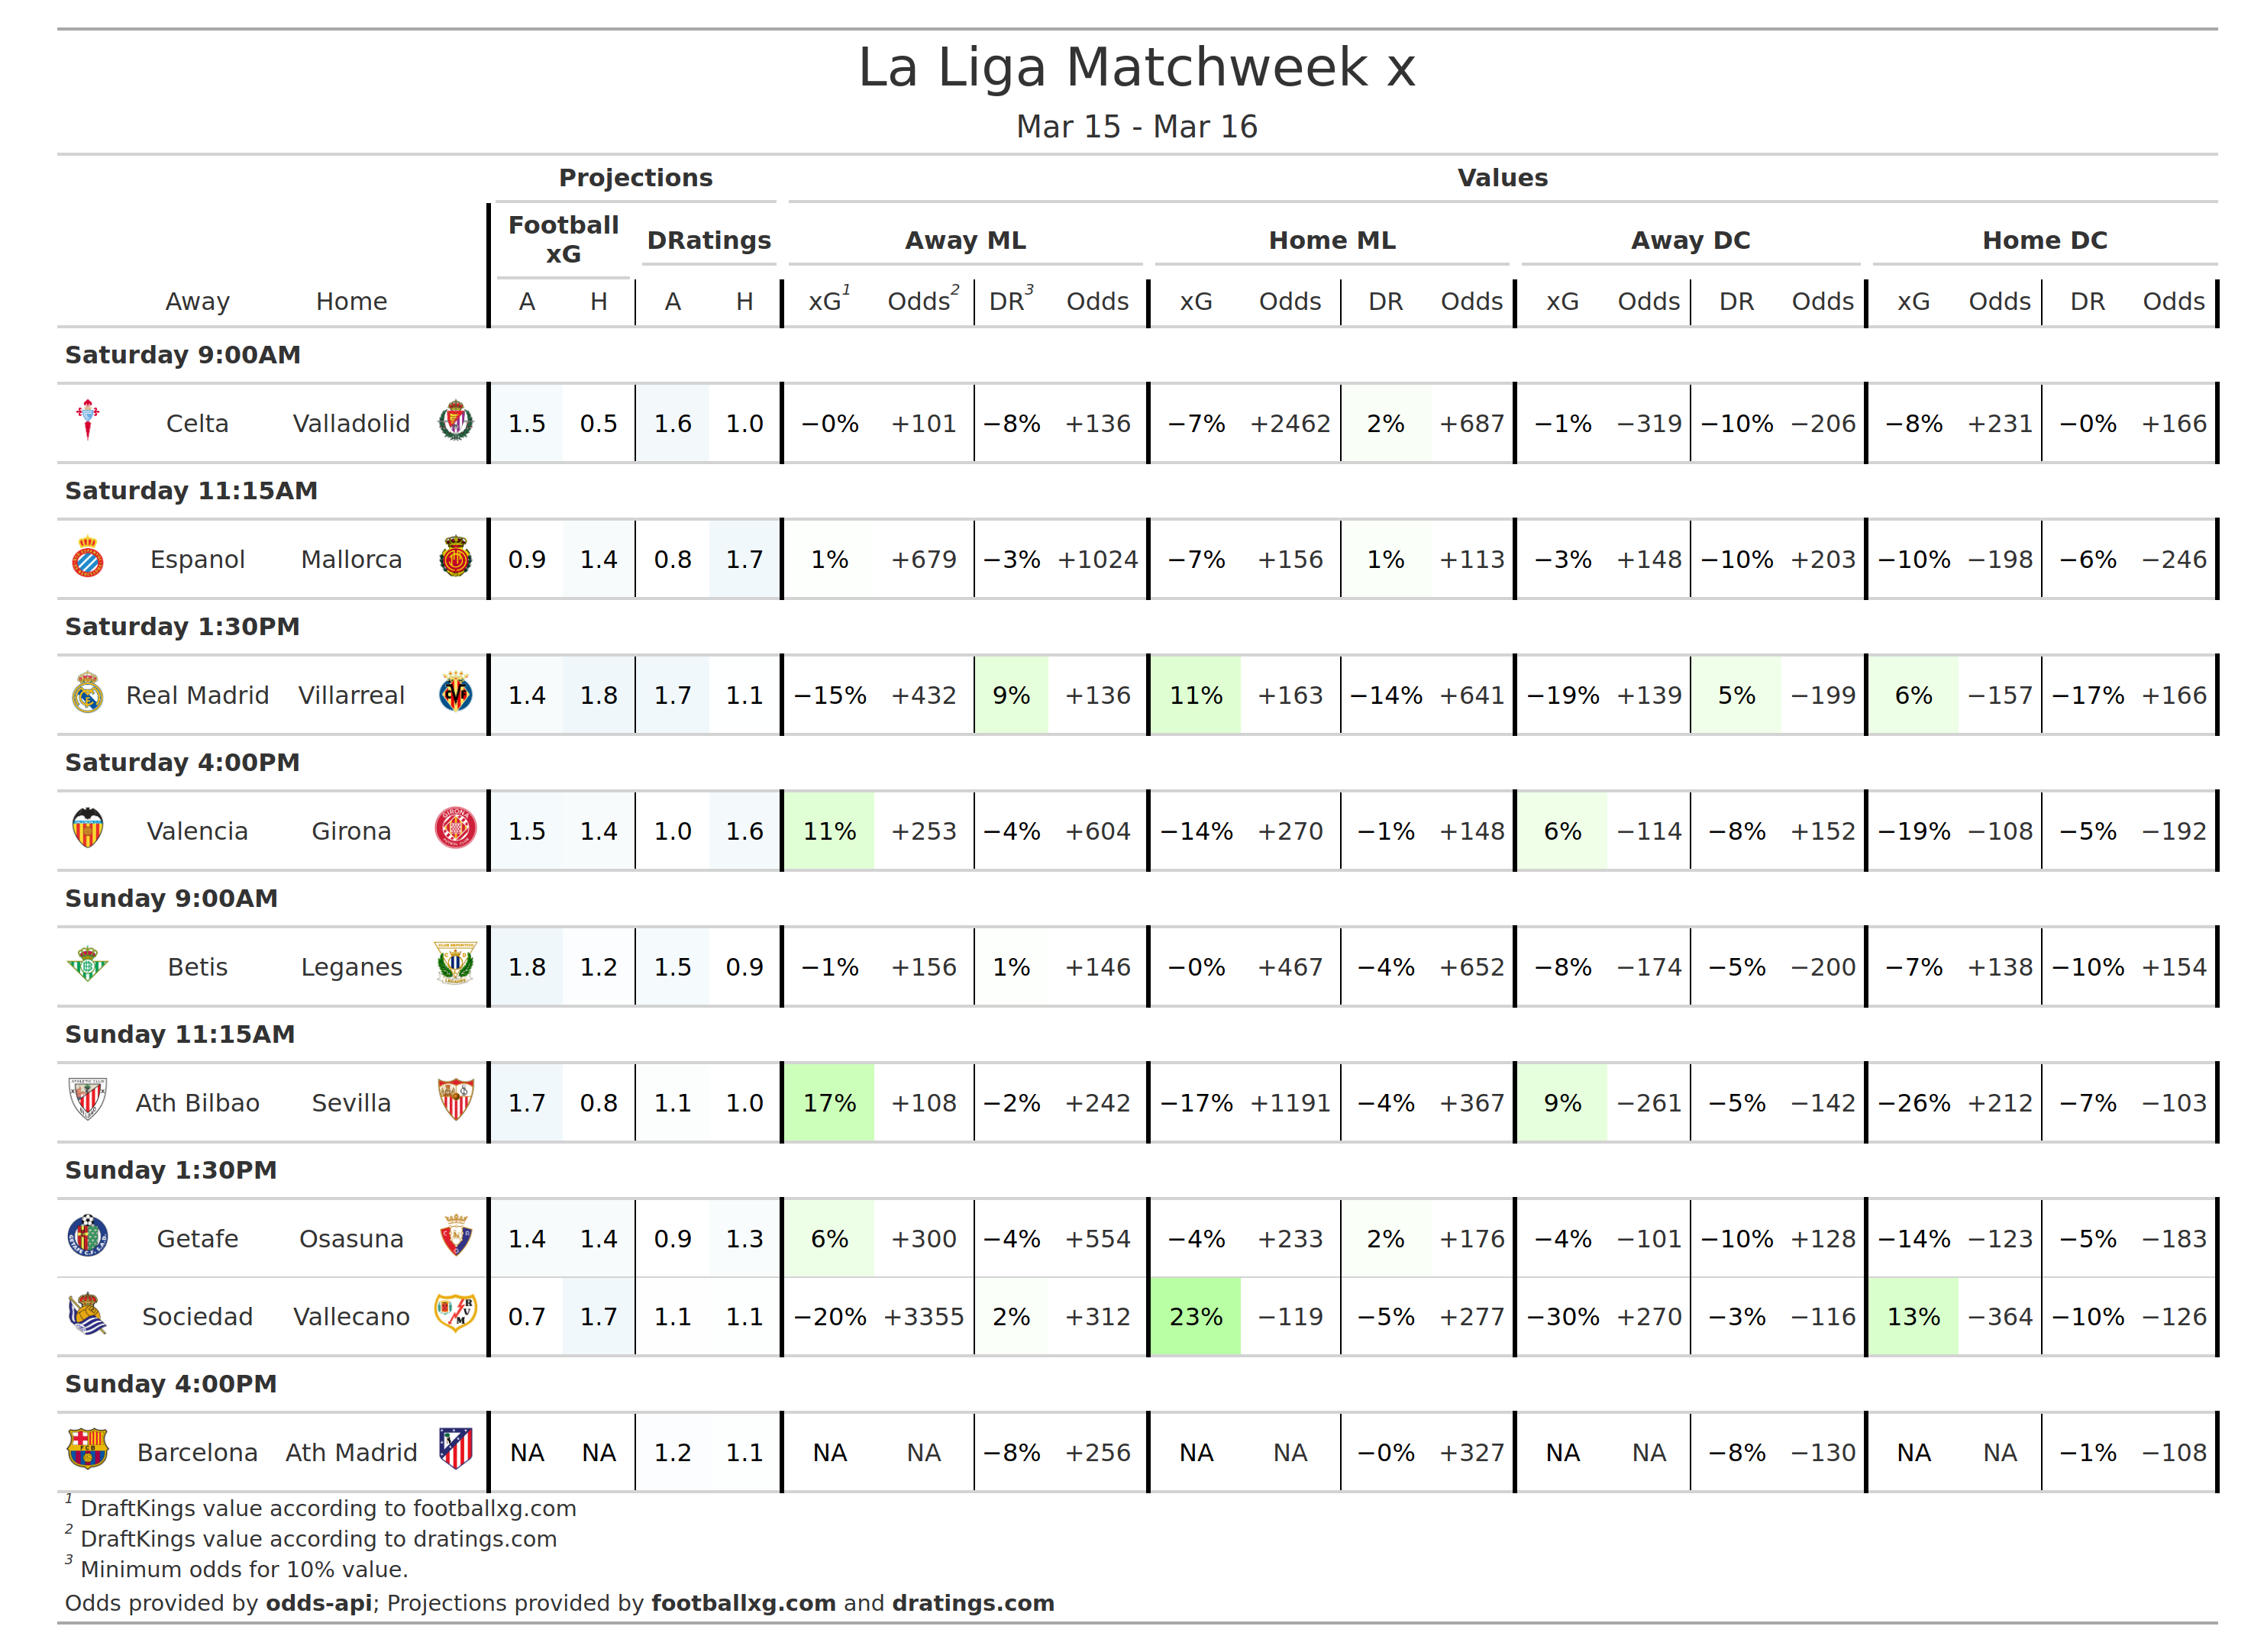 La Liga Matchweek x
Mar 15 - Mar 16
Projections Values
Football xG DRatings Away ML Home ML Away DC Home DC
Away Home A H A H xG1 Odds2 DR3 Odds xG Odds DR Odds xG Odds DR Odds xG Odds DR Odds
Saturday 9:00AM
Celta Valladolid 1.5 0.5 1.6 1.0 −0% +101 −8% +136 −7% +2462 2% +687 −1% −319 −10% −206 −8% +231 −0% +166
Saturday 11:15AM
Espanol Mallorca 0.9 1.4 0.8 1.7 1% +679 −3% +1024 −7% +156 1% +113 −3% +148 −10% +203 −10% −198 −6% −246
Saturday 1:30PM
Real Madrid Villarreal 1.4 1.8 1.7 1.1 −15% +432 9% +136 11% +163 −14% +641 −19% +139 5% −199 6% −157 −17% +166
Saturday 4:00PM
Valencia Girona 1.5 1.4 1.0 1.6 11% +253 −4% +604 −14% +270 −1% +148 6% −114 −8% +152 −19% −108 −5% −192
Sunday 9:00AM
Betis Leganes 1.8 1.2 1.5 0.9 −1% +156 1% +146 −0% +467 −4% +652 −8% −174 −5% −200 −7% +138 −10% +154
Sunday 11:15AM
Ath Bilbao Sevilla 1.7 0.8 1.1 1.0 17% +108 −2% +242 −17% +1191 −4% +367 9% −261 −5% −142 −26% +212 −7% −103
Sunday 1:30PM
Getafe Osasuna 1.4 1.4 0.9 1.3 6% +300 −4% +554 −4% +233 2% +176 −4% −101 −10% +128 −14% −123 −5% −183
Sociedad Vallecano 0.7 1.7 1.1 1.1 −20% +3355 2% +312 23% −119 −5% +277 −30% +270 −3% −116 13% −364 −10% −126
Sunday 4:00PM
Barcelona Ath Madrid NA NA 1.2 1.1 NA NA −8% +256 NA NA −0% +327 NA NA −8% −130 NA NA −1% −108
1 DraftKings value according to footballxg.com
2 DraftKings value according to dratings.com
3 Minimum odds for 10% value.
Odds provided by odds-api; Projections provided by footballxg.com and dratings.com